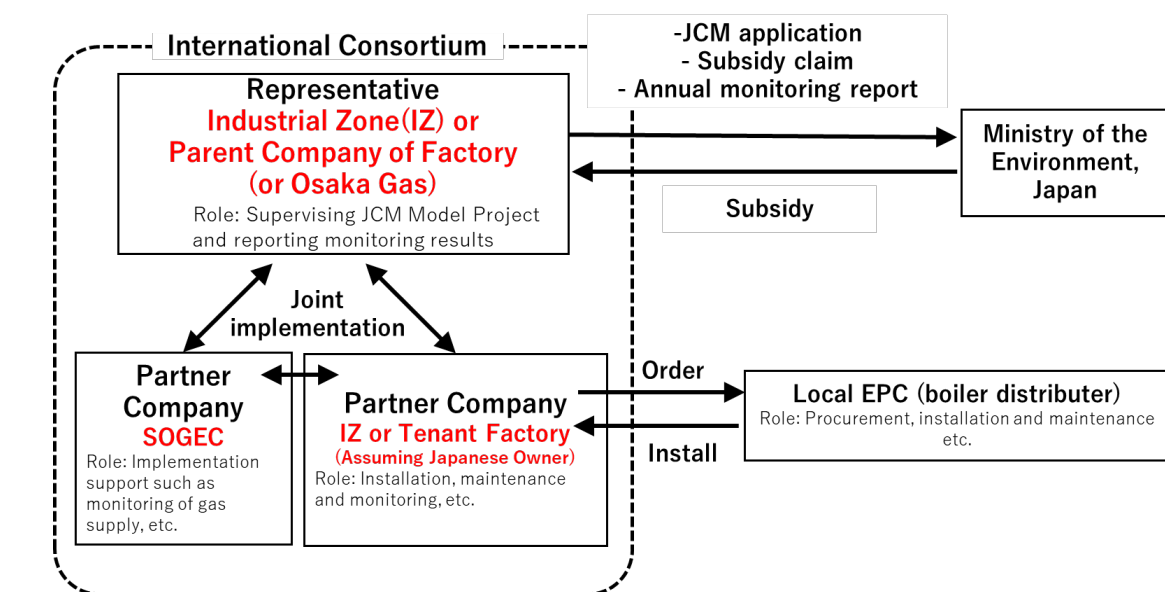 International Consortium
-JCM application
- Subsidy claim
- Annual monitoring report
Representative
Industrial Zone(IZ) or
Parent Company of Factory
(or Osaka Gas)
Role: Supervising JCM Model Project
and reporting monitoring results
Ministry of the
Environment,
Japan
Subsidy
Joint
implementation
Partner
Company
SOGEC
Role: Implementation
support such as
monitoring of gas
supply, etc.
Partner Company
IZ or Tenant Factory
(Assuming Japanese Owner)
Role: Installation, maintenance
and monitoring, etc.
Order
Install
Local EPC (boiler distributer)
Role: Procurement, installation and maintenance
etc.